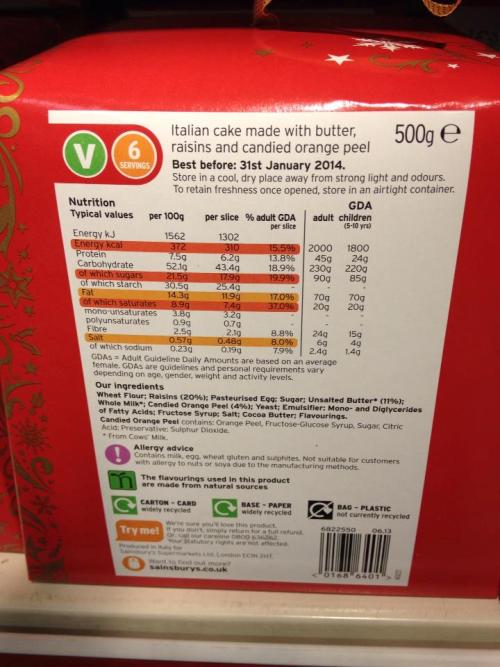 V
6
SERVINGS
Italian cake made with butter,
raisins and candied orange peel
500g e
Best before: 31st January 2014.
Store in a cool, dry place away from strong light and odours.
To retain freshness once opened, store in an airtight container.
Nutrition
GDA
Typical values per 100g per slice % adult GDA adult children
per slice (5-10 yrs)
Energy kJ 1562 1302
Energy kcal 372 310 15.5% 2000 1800
Protein 7.5g 6.2g 13.8% 45g 24g
Carbohydrate 52.1g 43.4g 18.9% 230g 220g
of which sugars 21.5g 17.9g 19.9% 90g 85g
of which starch 30.5g 25.4g - - -
Fat 14.3g 11.9g 17.0% 70g 70g
of which saturates 8.9g 7.4g 37.0% 20g 20g
mono-unsaturates 3.8g 3.2g - - -
polyunsaturates 0.9g 0.7g - - -
Fibre 2.5g 2.1g 8.8% 24g 15g
Salt 0.57g 0.48g 8.0% 6g 4g
of which sodium 0.23g 0.19g 7.9% 2.4g 1.4g
GDAs = Adult Guideline Daily Amounts are based on an average
female. GDAs are guidelines and personal requirements vary
depending on age, gender, weight and activity levels.
Our ingredients
Wheat Flour; Raisins (20%); Pasteurised Egg; Sugar; Unsalted Butter* (11%);
Whole Milk*; Candied Orange Peel (4%); Yeast; Emulsifier: Mono- and Diglycerides
of Fatty Acids; Fructose Syrup; Salt; Cocoa Butter; Flavourings.
Candied Orange Peel contains: Orange Peel, Fructose-Glucose Syrup, Sugar, Citric
Acid; Preservative: Sulphur Dioxide.
* From Cows' Milk.
Allergy advice
Contains milk, egg, wheat gluten and sulphites. Not suitable for customers
with allergy to nuts or soya due to the manufacturing methods.
The flavourings used in this product
are made from natural sources
CARTON - CARD
widely recycled
BASE - PAPER
widely recycled
BAG - PLASTIC
not currently recycled
Try me!
We're sure you'll love this product.
If you don't, simply return for a full refund.
Or, call our careline 0800 636262.
Your Statutory rights are not affected.
Produced in Italy for
Sainsbury's Supermarkets Ltd, London EC1N 2HT.
Want to find out more?
sainsburys.co.uk
6822550 06.13
< 0168 6401 >